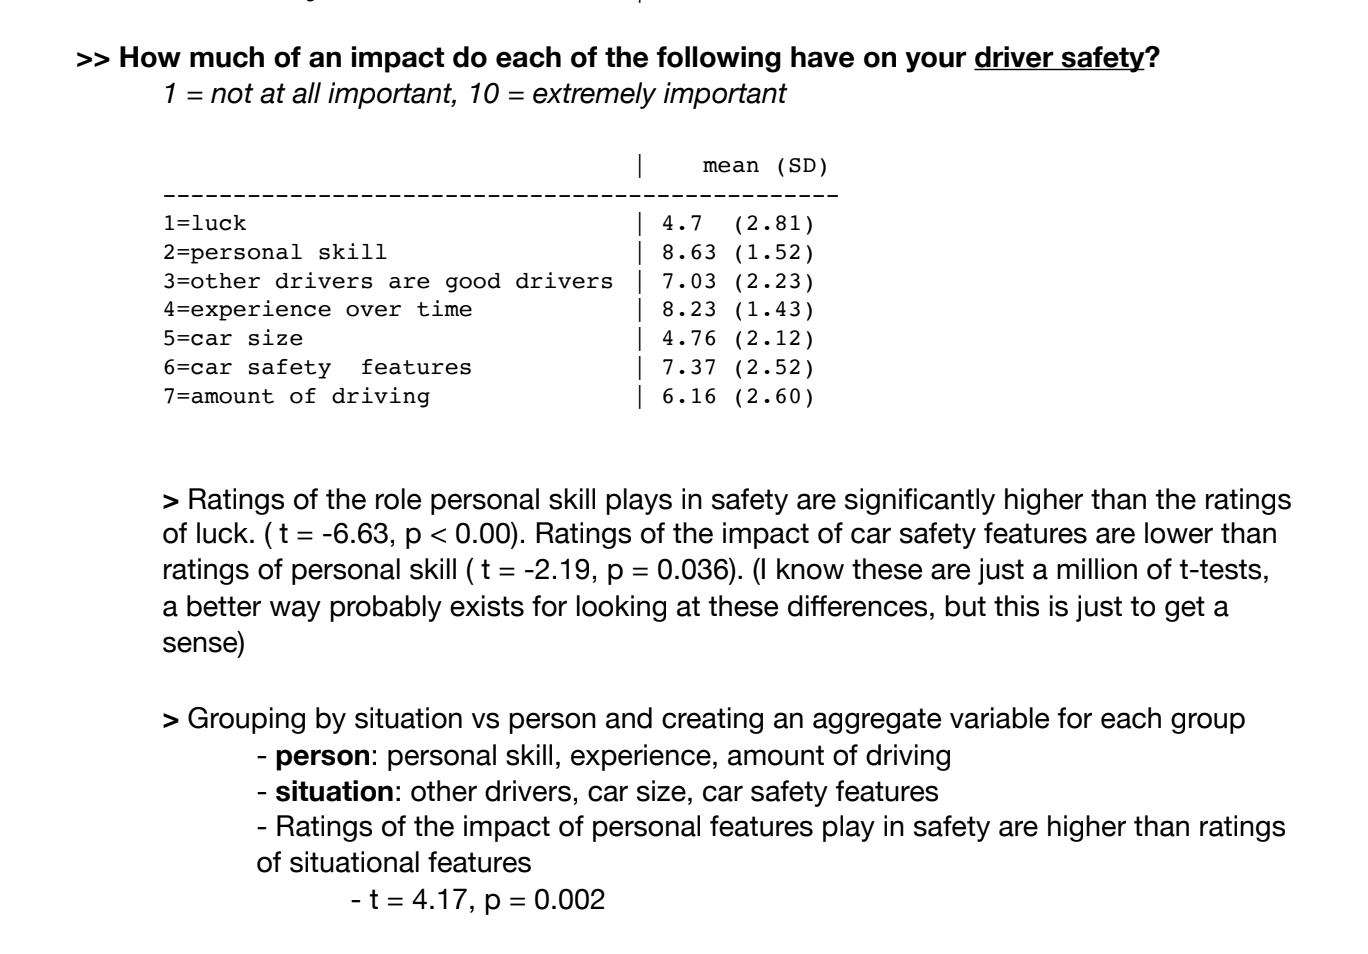 >> How much of an impact do each of the following have on your driver safety?
1 = not at all important, 10 = extremely important
|    mean (SD)
------------------------------------------------
1=luck                            | 4.7  (2.81)
2=personal skill                  | 8.63 (1.52)
3=other drivers are good drivers  | 7.03 (2.23)
4=experience over time            | 8.23 (1.43)
5=car size                        | 4.76 (2.12)
6=car safety  features            | 7.37 (2.52)
7=amount of driving               | 6.16 (2.60)
> Ratings of the role personal skill plays in safety are significantly higher than the ratings
of luck. ( t = -6.63, p < 0.00). Ratings of the impact of car safety features are lower than
ratings of personal skill ( t = -2.19, p = 0.036). (I know these are just a million of t-tests,
a better way probably exists for looking at these differences, but this is just to get a
sense)
> Grouping by situation vs person and creating an aggregate variable for each group
- person: personal skill, experience, amount of driving
- situation: other drivers, car size, car safety features
- Ratings of the impact of personal features play in safety are higher than ratings
of situational features
- t = 4.17, p = 0.002